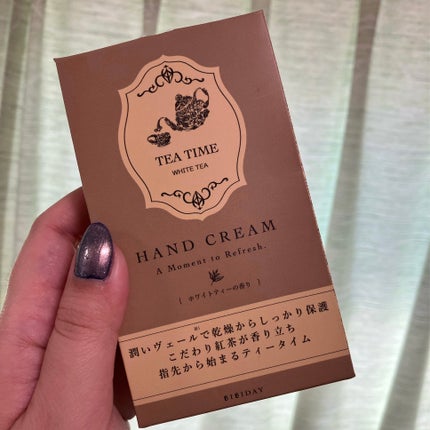 TEA TIME
WHITE TEA
HAND CREAM
A Moment to Refresh.
[ ホワイトティーの香り ]
潤いヴェールで乾燥からしっかり保護
こだわり紅茶が香り立ち
指先から始まるティータイム
BIBIDAY